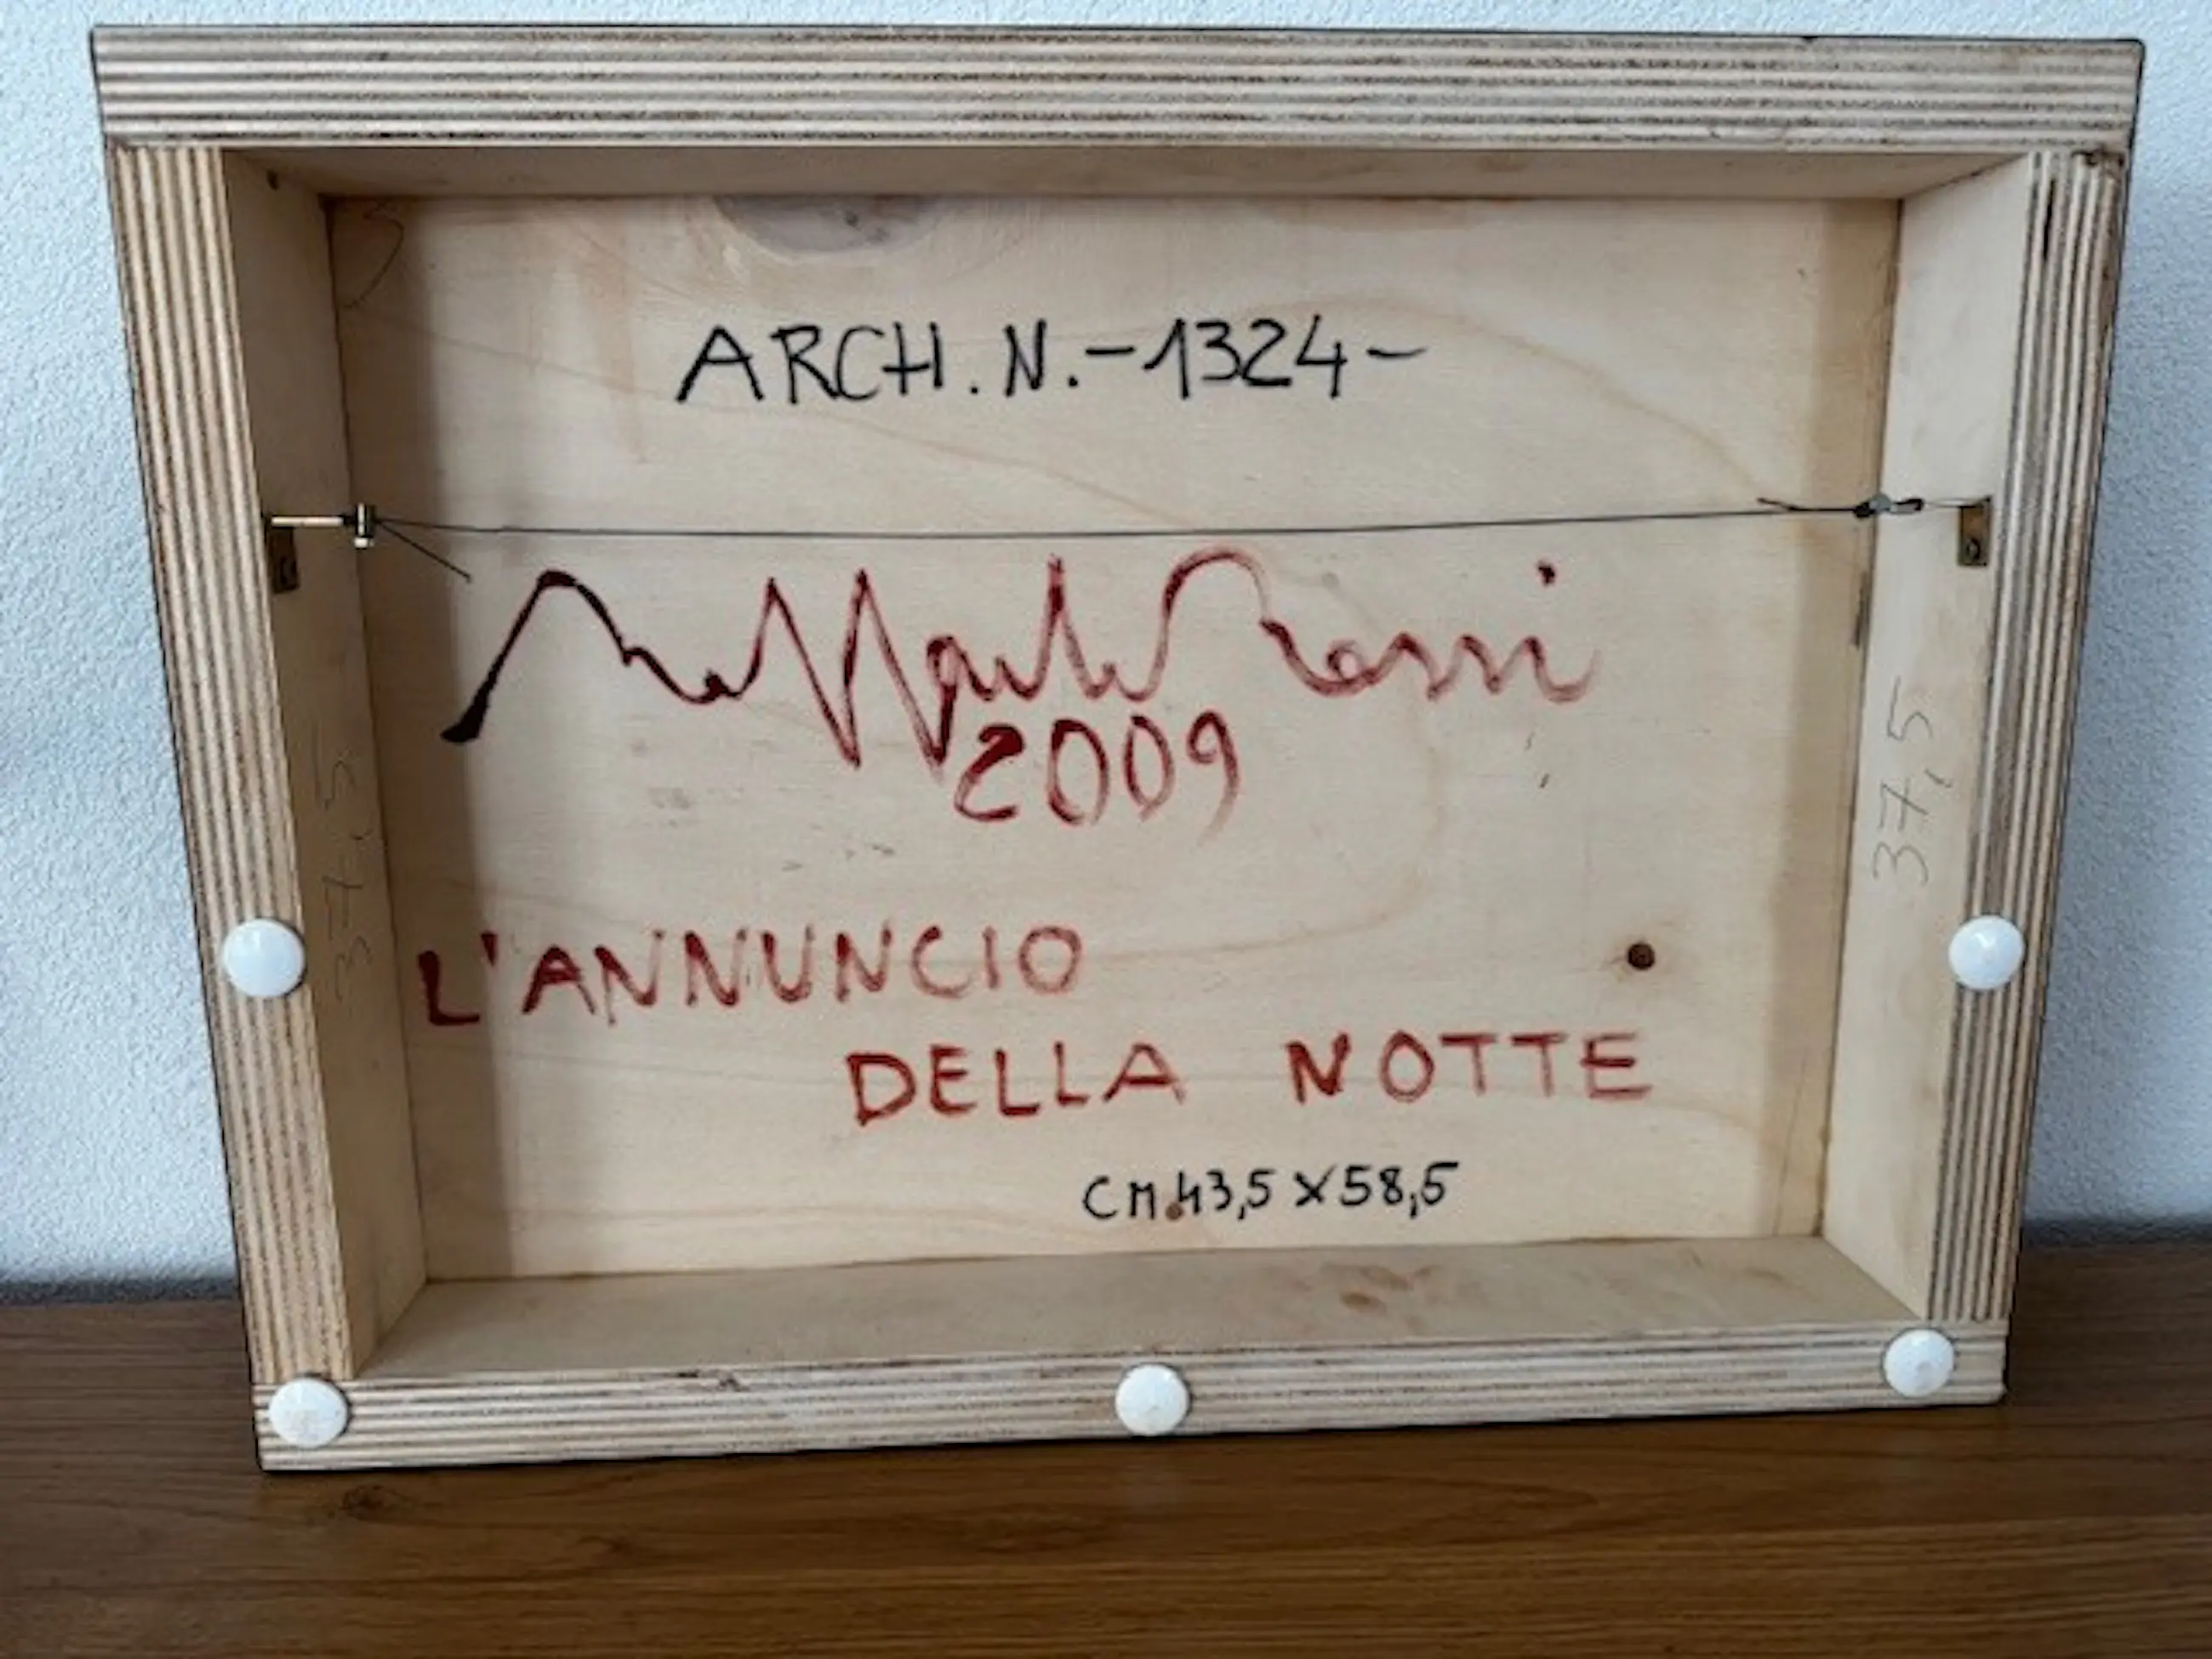 ARCH. N. -1324-
2009
L'ANNUNCIO
DELLA NOTTE
CM.43,5 X 58,5
37,5
37,5